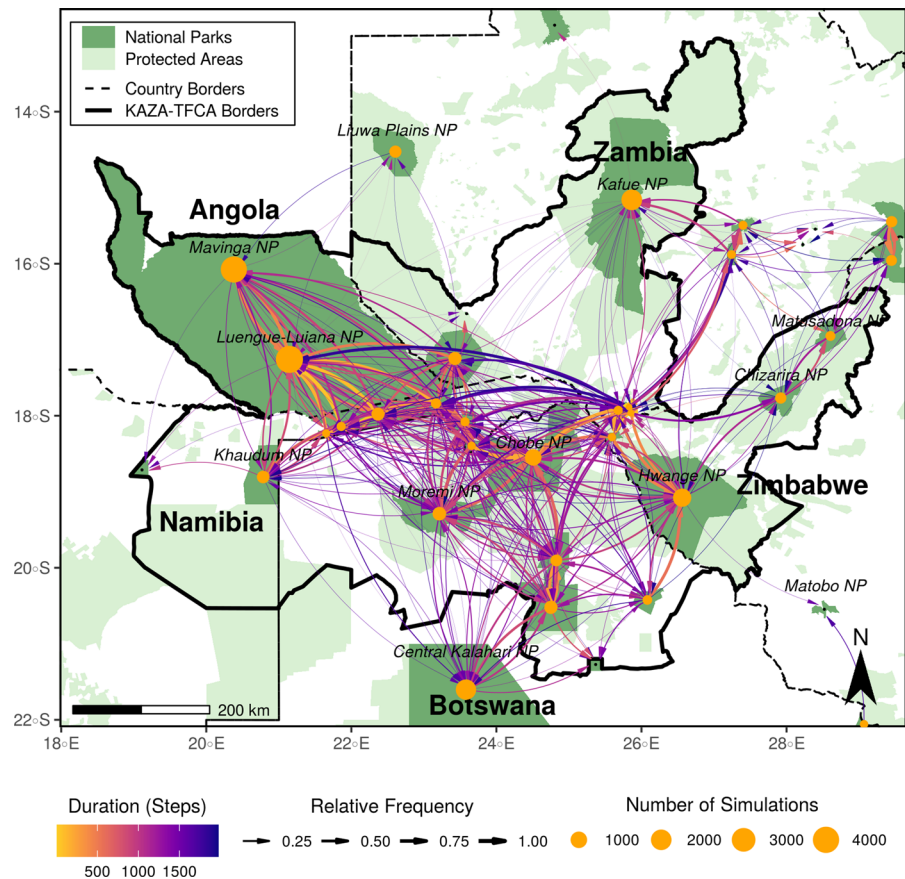 National Parks
Protected Areas
Country Borders
KAZA-TFCA Borders
14°S
16°S
18°S
20°S
22°S
Liuwa Plains NP
Zambia
Kafue NP
Angola
Mavinga NP
Luengue-Luiana NP
Matusadona NP
Chizarira NP
Khaudum NP
Chobe NP
Hwange NP
Moremi NP
Zimbabwe
Namibia
Matobo NP
N
Central Kalahari NP
Botswana
200 km
18°E
20°E
22°E
24°E
26°E
28°E
Duration (Steps)
500
1000
1500
Relative Frequency
0.25
0.50
0.75
1.00
Number of Simulations
1000
2000
3000
4000